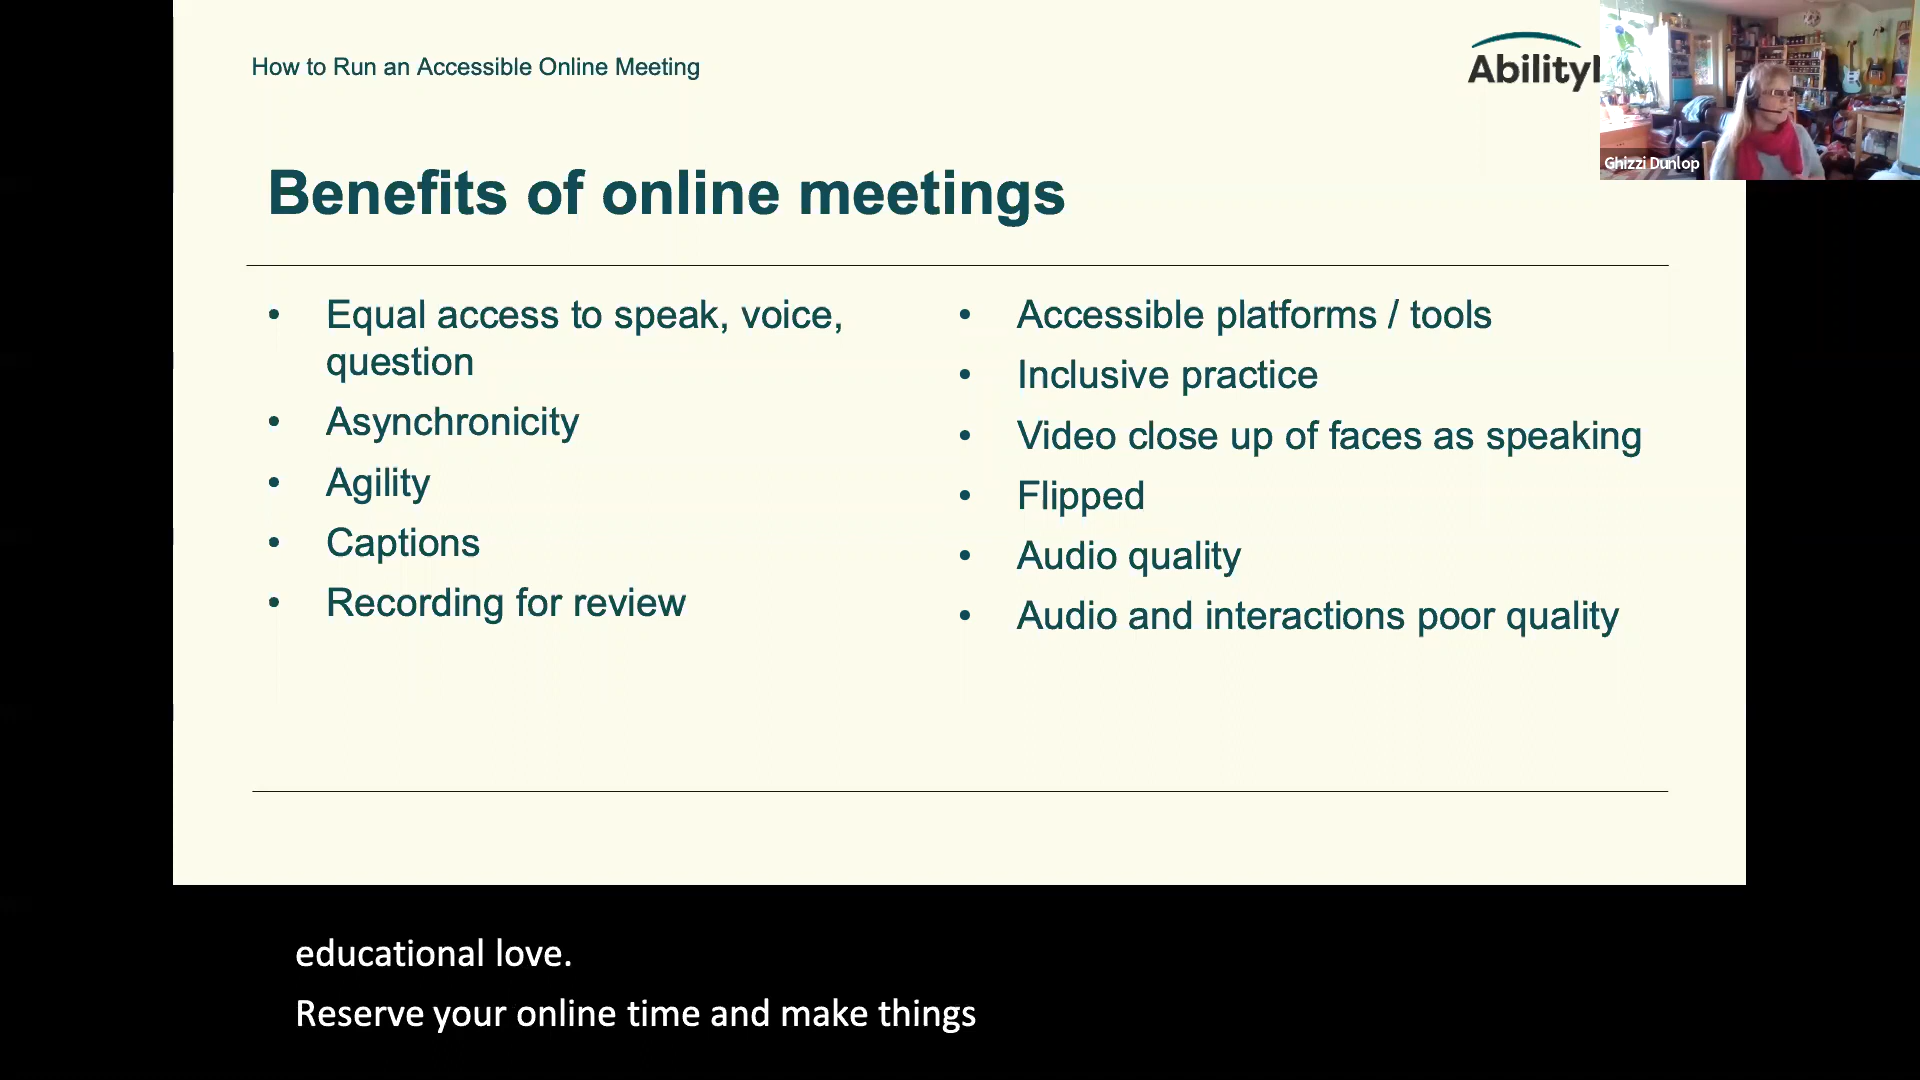 How to Run an Accessible Online Meeting
Ability
Ghizzi Dunlop
Benefits of online meetings
• Equal access to speak, voice,
question
• Asynchronicity
• Agility
• Captions
• Recording for review
• Accessible platforms / tools
• Inclusive practice
• Video close up of faces as speaking
• Flipped
• Audio quality
• Audio and interactions poor quality
educational love.
Reserve your online time and make things